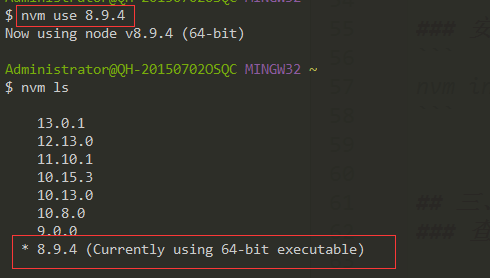 Administrator@QH-20150702OSQC MINGW32 ~
$ nvm use 8.9.4
Now using node v8.9.4 (64-bit)
Administrator@QH-20150702OSQC MINGW32 ~
$ nvm ls
13.0.1
12.13.0
11.10.1
10.15.3
10.13.0
10.8.0
9.0.0
* 8.9.4 (Currently using 64-bit executable)
###
nvm
## 三
###